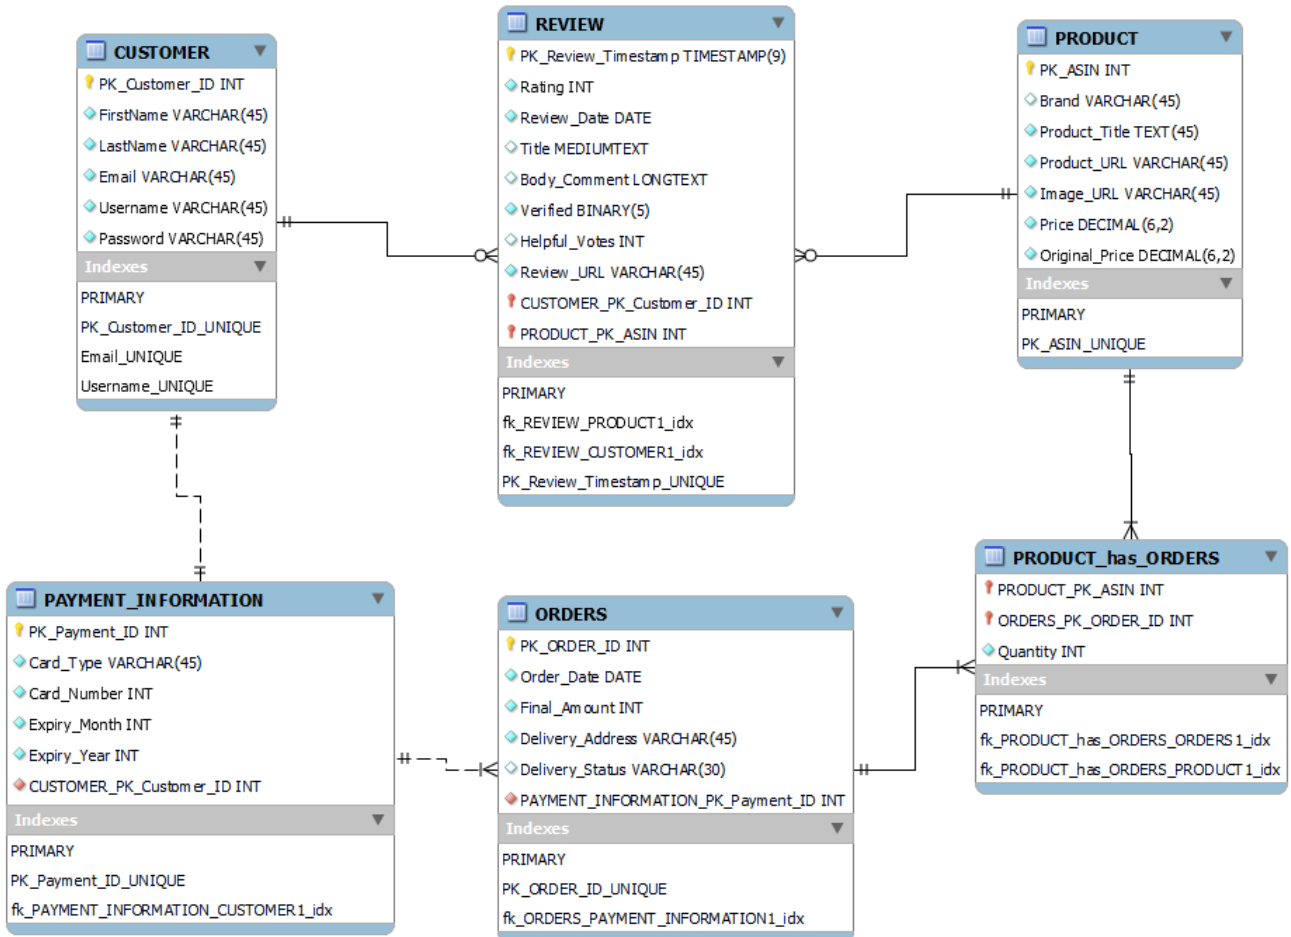 CUSTOMER
PK_Customer_ID INT
FirstName VARCHAR(45)
LastName VARCHAR(45)
Email VARCHAR(45)
Username VARCHAR(45)
Password VARCHAR(45)
Indexes
PRIMARY
PK_Customer_ID_UNIQUE
Email_UNIQUE
Username_UNIQUE
REVIEW
PK_Review_Timestamp TIMESTAMP(9)
Rating INT
Review_Date DATE
Title MEDIUMTEXT
Body_Comment LONGTEXT
Verified BINARY(5)
Helpful_Votes INT
Review_URL VARCHAR(45)
CUSTOMER_PK_Customer_ID INT
PRODUCT_PK_ASIN INT
Indexes
PRIMARY
fk_REVIEW_PRODUCT1_idx
fk_REVIEW_CUSTOMER1_idx
PK_Review_Timestamp_UNIQUE
PRODUCT
PK_ASIN INT
Brand VARCHAR(45)
Product_Title TEXT(45)
Product_URL VARCHAR(45)
Image_URL VARCHAR(45)
Price DECIMAL(6,2)
Original_Price DECIMAL(6,2)
Indexes
PRIMARY
PK_ASIN_UNIQUE
PAYMENT_INFORMATION
PK_Payment_ID INT
Card_Type VARCHAR(45)
Card_Number INT
Expiry_Month INT
Expiry_Year INT
CUSTOMER_PK_Customer_ID INT
Indexes
PRIMARY
PK_Payment_ID_UNIQUE
fk_PAYMENT_INFORMATION_CUSTOMER1_idx
ORDERS
PK_ORDER_ID INT
Order_Date DATE
Final_Amount INT
Delivery_Address VARCHAR(45)
Delivery_Status VARCHAR(30)
PAYMENT_INFORMATION_PK_Payment_ID INT
Indexes
PRIMARY
PK_ORDER_ID_UNIQUE
fk_ORDERS_PAYMENT_INFORMATION1_idx
PRODUCT_has_ORDERS
PRODUCT_PK_ASIN INT
ORDERS_PK_ORDER_ID INT
Quantity INT
Indexes
PRIMARY
fk_PRODUCT_has_ORDERS_ORDERS1_idx
fk_PRODUCT_has_ORDERS_PRODUCT1_idx